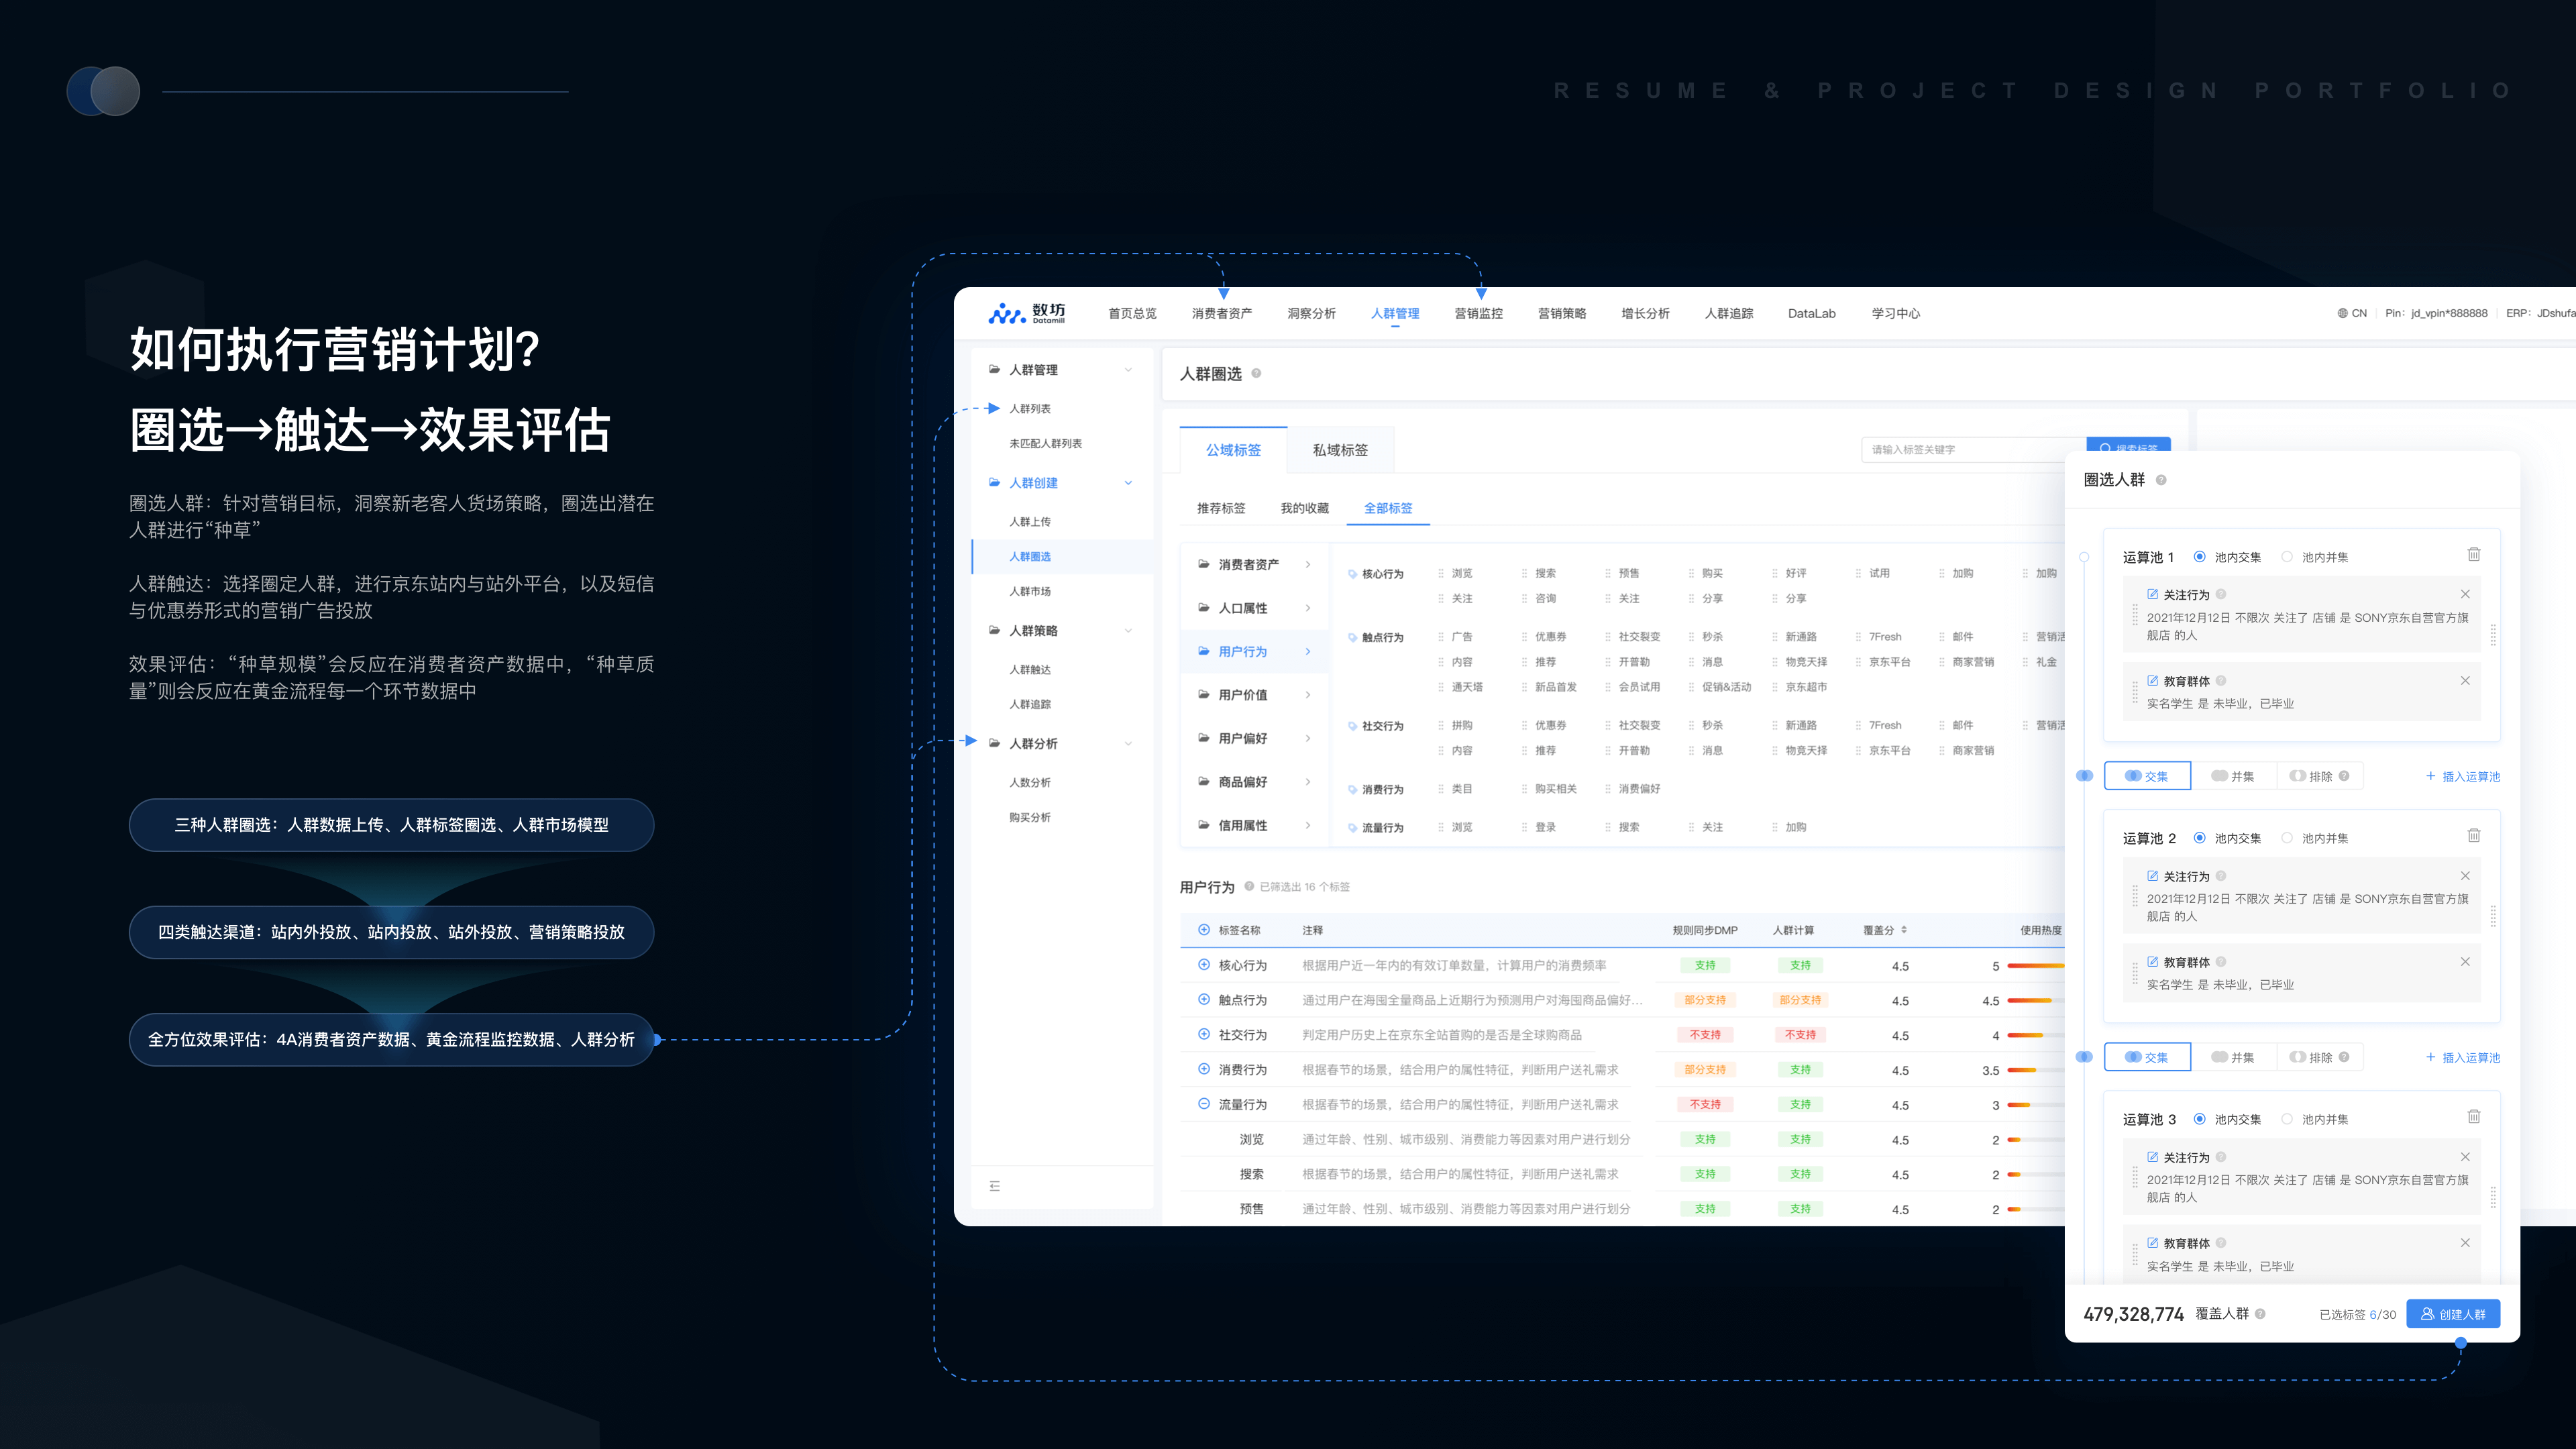 RESUME & PROJECT DESIGN PORTFOLIO
如何执行营销计划?
圈选→触达→效果评估
圈选人群：针对营销目标，洞察新老客人货场策略，圈选出潜在
人群进行“种草”
人群触达：选择圈定人群，进行京东站内与站外平台，以及短信
与优惠券形式的营销广告投放
效果评估：“种草规模”会反应在消费者资产数据中，“种草质
量”则会反应在黄金流程每一个环节数据中
三种人群圈选：人群数据上传、人群标签圈选、人群市场模型
四类触达渠道：站内外投放、站内投放、站外投放、营销策略投放
全方位效果评估：4A消费者资产数据、黄金流程监控数据、人群分析
数坊
Datamill
首页总览 消费者资产 洞察分析 人群管理 营销监控 营销策略 增长分析 人群追踪 DataLab 学习中心
CN Pin：jd_vpin*888888 ERP：JDshufa
人群管理
人群列表
未匹配人群列表
人群创建
人群上传
人群圈选
人群市场
人群策略
人群触达
人群追踪
人群分析
人数分析
购买分析
人群圈选
公域标签 私域标签
请输入标签关键字 搜索标签
推荐标签 我的收藏 全部标签
消费者资产
人口属性
用户行为
用户价值
用户偏好
商品偏好
信用属性
核心行为 浏览 搜索 预售 购买 好评 试用 加购 加购
关注 咨询 关注 分享 分享
触点行为 广告 优惠券 社交裂变 秒杀 新通路 7Fresh 邮件 营销活
内容 推荐 开普勒 消息 物竞天择 京东平台 商家营销 礼金
通天塔 新品首发 会员试用 促销&活动 京东超市
社交行为 拼购 优惠券 社交裂变 秒杀 新通路 7Fresh 邮件 营销活
内容 推荐 开普勒 消息 物竞天择 京东平台 商家营销
消费行为 类目 购买相关 消费偏好
流量行为 浏览 登录 搜索 关注 加购
用户行为 已筛选出 16 个标签
标签名称 注释 规则同步DMP 人群计算 覆盖分 使用热度
核心行为 根据用户近一年内的有效订单数量，计算用户的消费频率 支持 支持 4.5 5
触点行为 通过用户在海囤全量商品上近期行为预测用户对海囤商品偏好... 部分支持 部分支持 4.5 4.5
社交行为 判定用户历史上在京东全站首购的是否是全球购商品 不支持 不支持 4.5 4
消费行为 根据春节的场景，结合用户的属性特征，判断用户送礼需求 部分支持 支持 4.5 3.5
流量行为 根据春节的场景，结合用户的属性特征，判断用户送礼需求 不支持 支持 4.5 3
浏览 通过年龄、性别、城市级别、消费能力等因素对用户进行划分 支持 支持 4.5 2
搜索 根据春节的场景，结合用户的属性特征，判断用户送礼需求 支持 支持 4.5 2
预售 通过年龄、性别、城市级别、消费能力等因素对用户进行划分 支持 支持 4.5 2
圈选人群
运算池 1 池内交集 池内并集
关注行为
2021年12月12日 不限次 关注了 店铺 是 SONY京东自营官方旗
舰店 的人
教育群体
实名学生 是 未毕业，已毕业
交集 并集 排除 + 插入运算池
运算池 2 池内交集 池内并集
关注行为
2021年12月12日 不限次 关注了 店铺 是 SONY京东自营官方旗
舰店 的人
教育群体
实名学生 是 未毕业，已毕业
交集 并集 排除 + 插入运算池
运算池 3 池内交集 池内并集
关注行为
2021年12月12日 不限次 关注了 店铺 是 SONY京东自营官方旗
舰店 的人
教育群体
实名学生 是 未毕业，已毕业
479,328,774 覆盖人群 已选标签 6/30 创建人群